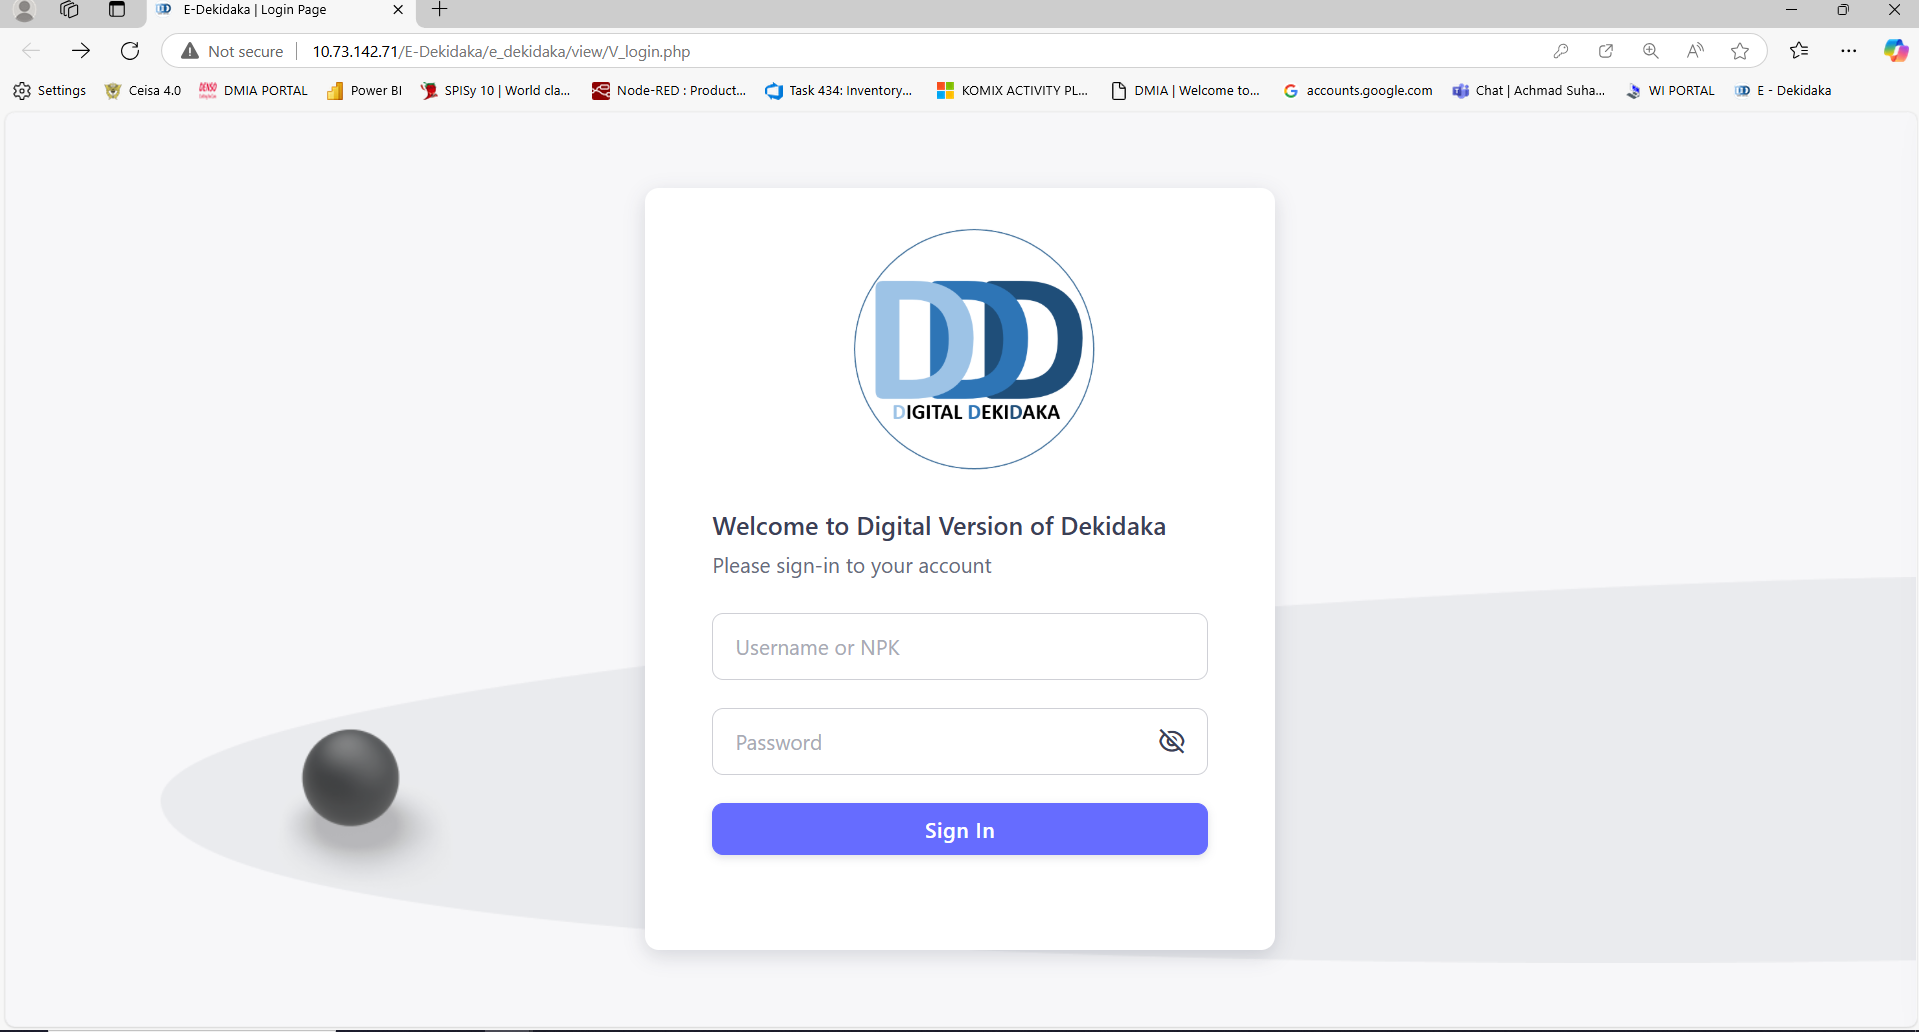 E-Dekidaka | Login Page
Not secure
10.73.142.71/E-Dekidaka/e_dekidaka/view/V_login.php
Settings
Ceisa 4.0
DENSO
DMIA PORTAL
Power BI
SPISy 10 | World cla...
Node-RED : Product...
Task 434: Inventory...
KOMIX ACTIVITY PL...
DMIA | Welcome to...
accounts.google.com
Chat | Achmad Suha...
WI PORTAL
E - Dekidaka
DDD
DIGITAL DEKIDAKA
Welcome to Digital Version of Dekidaka
Please sign-in to your account
Username or NPK
Password
Sign In